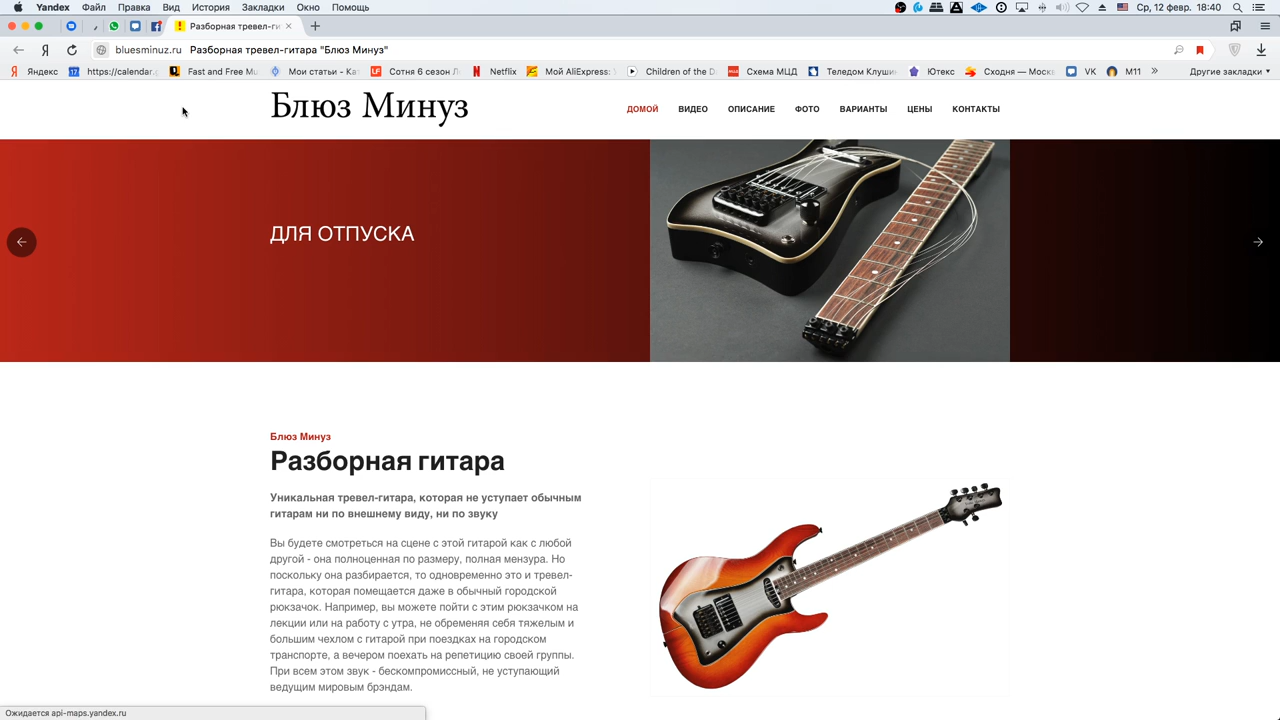 Yandex Файл Правка Вид История Закладки Окно Помощь Ср, 12 февр. 18:40
Разборная тревел-ги
bluesminuz.ru Разборная тревел-гитара "Блюз Минуз"
Яндекс https://calendar. Fast and Free Mu Мои статьи - Ка Сотня 6 сезон Netflix Мой AliExpress: Children of the D Схема МЦД Теледом Клуши Ютекс Сходня — Моск VK M11 » Другие закладки
Блюз Минуз
ДОМОЙ ВИДЕО ОПИСАНИЕ ФОТО ВАРИАНТЫ ЦЕНЫ КОНТАКТЫ
ДЛЯ ОТПУСКА
Блюз Минуз
Разборная гитара
Уникальная тревел-гитара, которая не уступает обычным
гитарам ни по внешнему виду, ни по звуку
Вы будете смотреться на сцене с этой гитарой как с любой
другой - она полноценная по размеру, полная мензура. Но
поскольку она разбирается, то одновременно это и тревел-
гитара, которая помещается даже в обычный городской
рюкзачок. Например, вы можете пойти с этим рюкзачком на
лекции или на работу с утра, не обременяя себя тяжелым и
большим чехлом с гитарой при поездках на городском
транспорте, а вечером поехать на репетицию своей группы.
При всем этом звук - бескомпромиссный, не уступающий
ведущим мировым брэндам.
Ожидается api-maps.yandex.ru